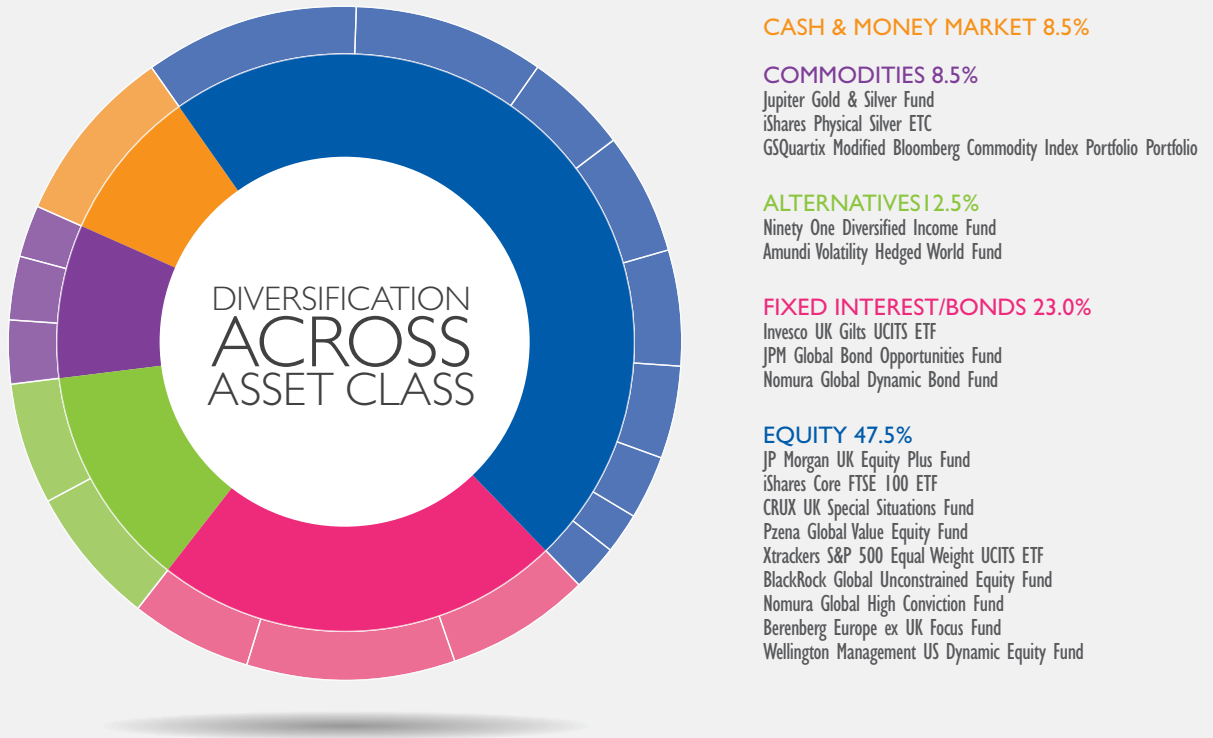 DIVERSIFICATION
ACROSS
ASSET CLASS
CASH & MONEY MARKET 8.5%
COMMODITIES 8.5%
Jupiter Gold & Silver Fund
iShares Physical Silver ETC
GSQuartix Modified Bloomberg Commodity Index Portfolio Portfolio
ALTERNATIVES12.5%
Ninety One Diversified Income Fund
Amundi Volatility Hedged World Fund
FIXED INTEREST/BONDS 23.0%
Invesco UK Gilts UCITS ETF
JPM Global Bond Opportunities Fund
Nomura Global Dynamic Bond Fund
EQUITY 47.5%
JP Morgan UK Equity Plus Fund
iShares Core FTSE 100 ETF
CRUX UK Special Situations Fund
Pzena Global Value Equity Fund
Xtrackers S&P 500 Equal Weight UCITS ETF
BlackRock Global Unconstrained Equity Fund
Nomura Global High Conviction Fund
Berenberg Europe ex UK Focus Fund
Wellington Management US Dynamic Equity Fund